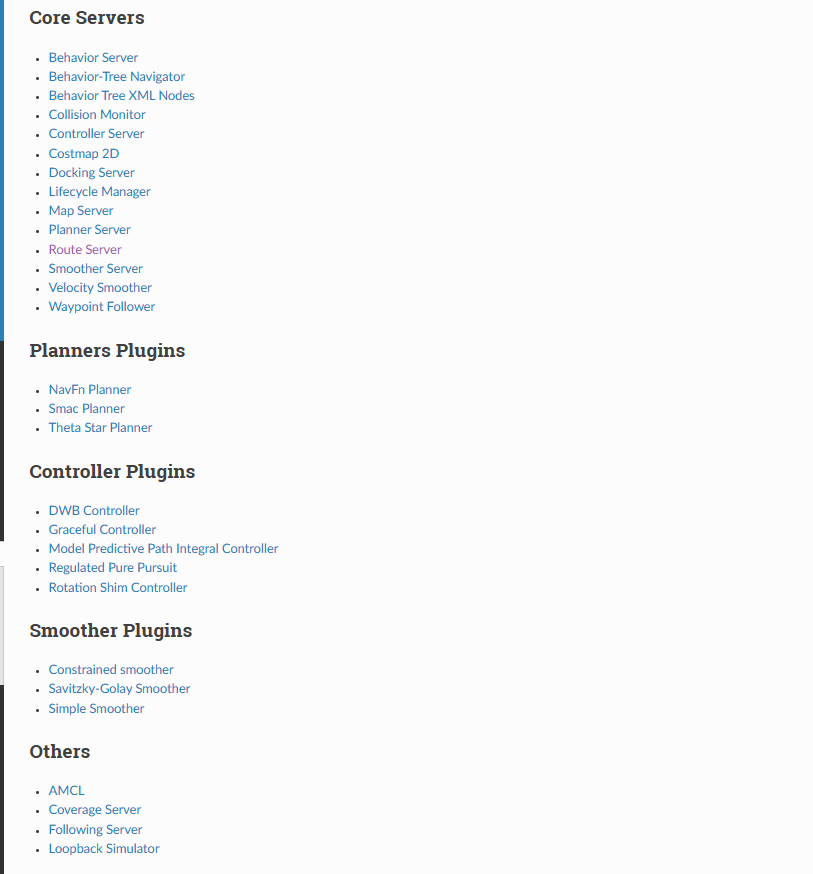 Core Servers
Behavior Server
Behavior-Tree Navigator
Behavior Tree XML Nodes
Collision Monitor
Controller Server
Costmap 2D
Docking Server
Lifecycle Manager
Map Server
Planner Server
Route Server
Smoother Server
Velocity Smoother
Waypoint Follower
Planners Plugins
NavFn Planner
Smac Planner
Theta Star Planner
Controller Plugins
DWB Controller
Graceful Controller
Model Predictive Path Integral Controller
Regulated Pure Pursuit
Rotation Shim Controller
Smoother Plugins
Constrained smoother
Savitzky-Golay Smoother
Simple Smoother
Others
AMCL
Coverage Server
Following Server
Loopback Simulator